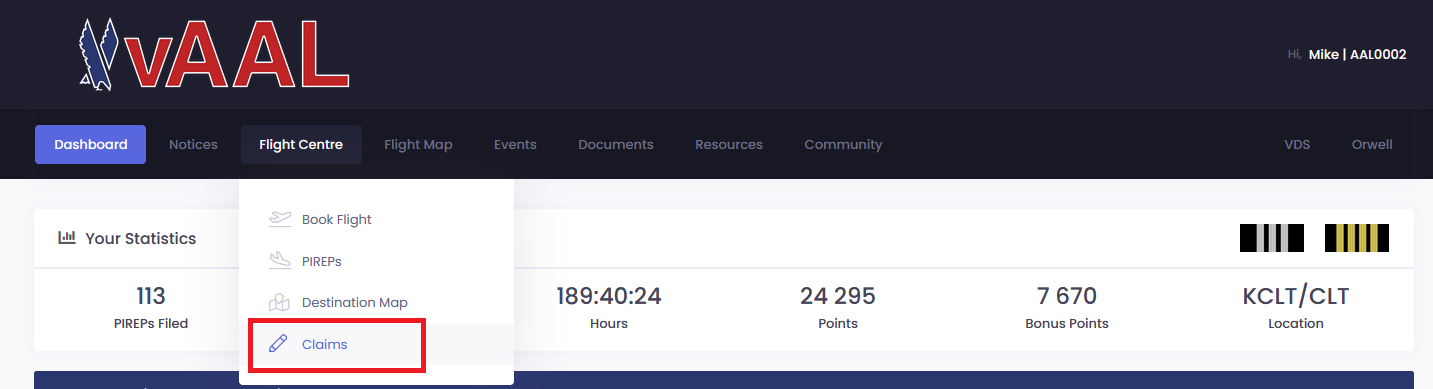 vAAL
Hi, Mike | AAL0002
Dashboard Notices Flight Centre Flight Map Events Documents Resources Community VDS Orwell
Book Flight
PIREPs
Destination Map
Claims
Your Statistics
113 189:40:24 24 295 7 670 KCLT/CLT
PIREPs Filed Hours Points Bonus Points Location